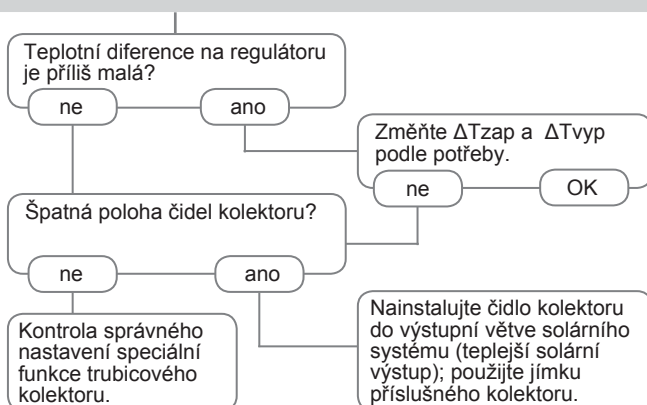 Teplotní diference na regulátoru
je příliš malá?
ne
ano
Změňte ΔTzap a ΔTvyp
podle potřeby.
ne
OK
Špatná poloha čidel kolektoru?
ne
ano
Kontrola správného
nastavení speciální
funkce trubicového
kolektoru.
Nainstalujte čidlo kolektoru
do výstupní větve solárního
systému (teplejší solární
výstup); použijte jímku
příslušného kolektoru.